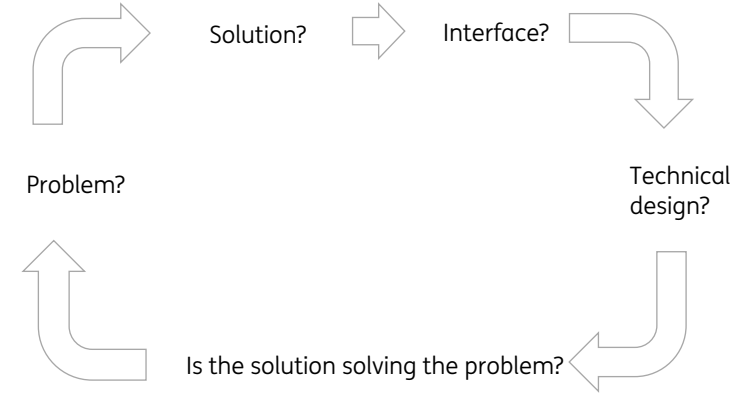 Solution?
Interface?
Problem?
Technical
design?
Is the solution solving the problem?